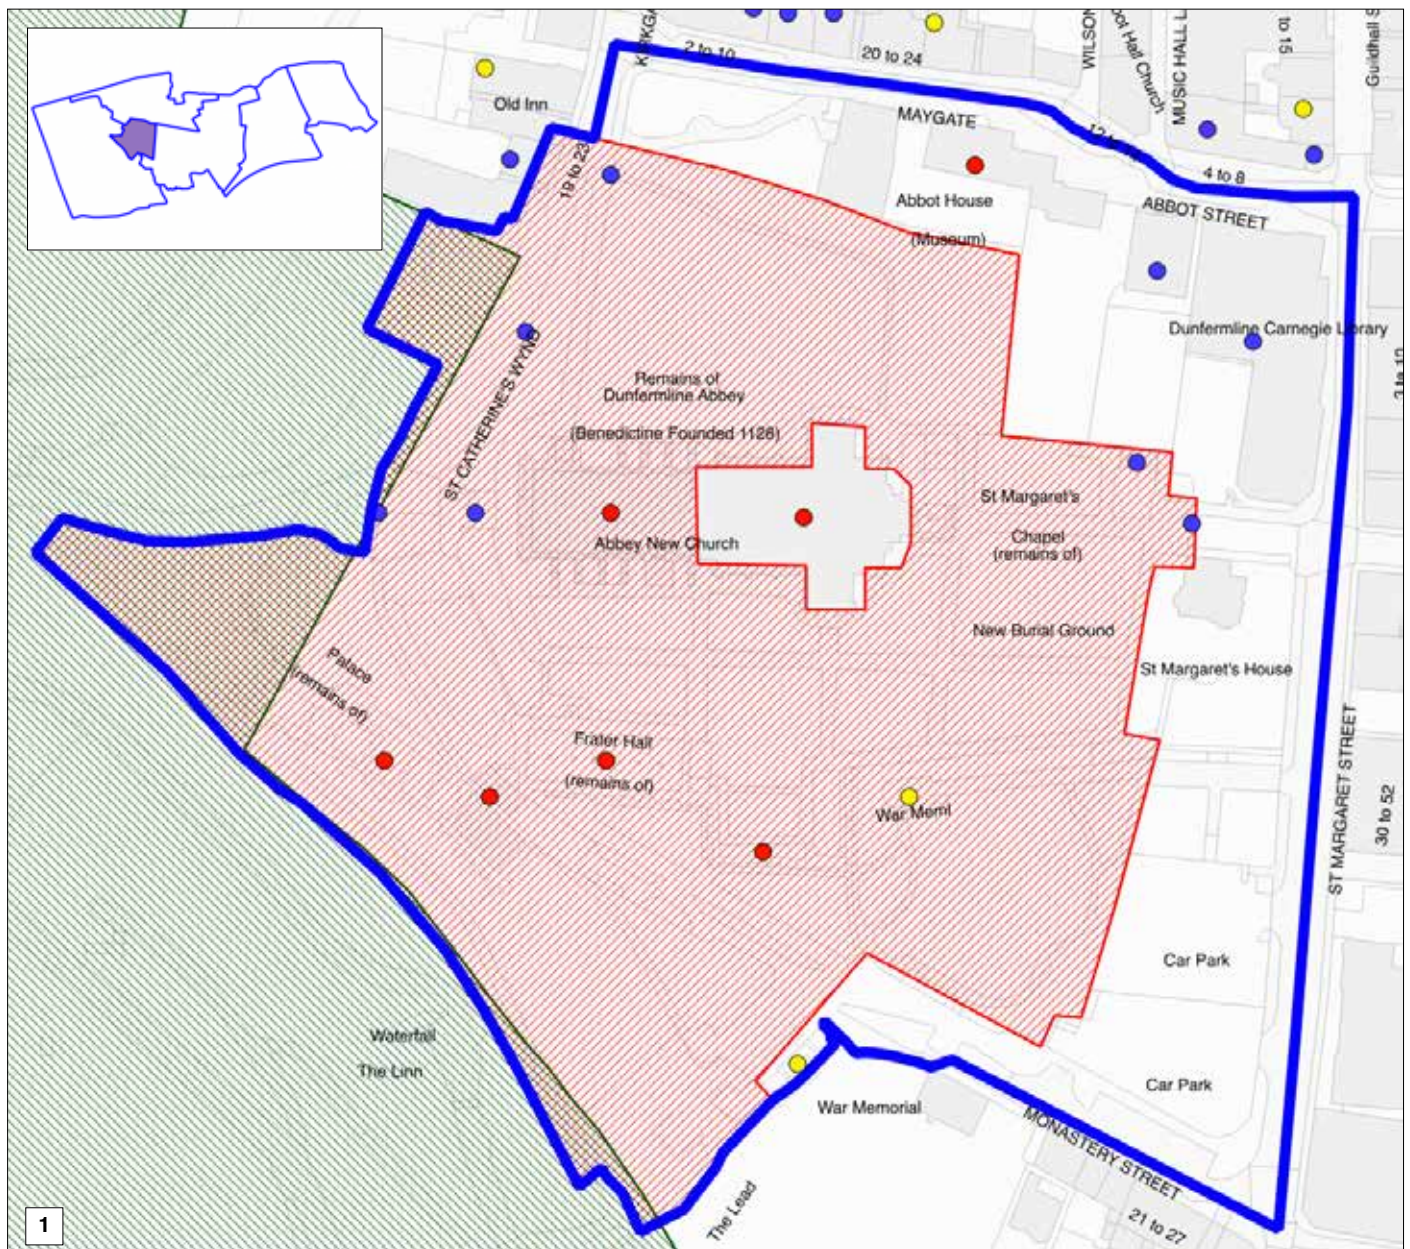 2 to 10
20 to 24
to 15
MAYGATE
Old Inn
19 to 23
4 to 8
ABBOT STREET
Abbot House
(Museum)
Dunfermline Carnegie Library
ST CATHERINE'S WYND
Remains of
Dunfermline Abbey
(Benedictine Founded 1128)
Abbey New Church
St Margaret's
Chapel
(remains of)
New Burial Ground
St Margaret's House
Palace
(remains of)
Frater Hall
(remains of)
War Meml
ST MARGARET STREET
30 to 52
Car Park
Car Park
Waterfall
The Linn
War Memorial
MONASTERY STREET
21 to 27
The Lead
1